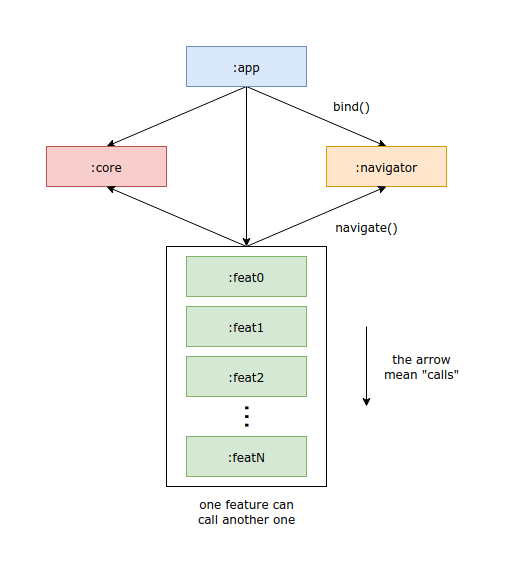 :app
bind()
:core
:navigator
navigate()
:feat0
:feat1
:feat2
:featN
the arrow
mean "calls"
one feature can
call another one